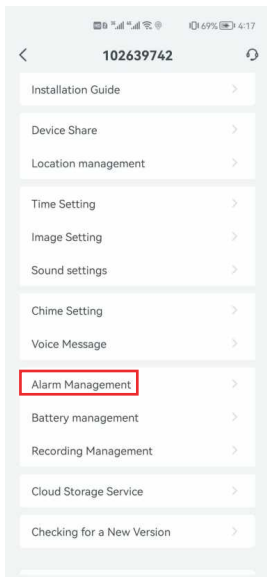 69% 4:17
102639742
Installation Guide
Device Share
Location management
Time Setting
Image Setting
Sound settings
Chime Setting
Voice Message
Alarm Management
Battery management
Recording Management
Cloud Storage Service
Checking for a New Version